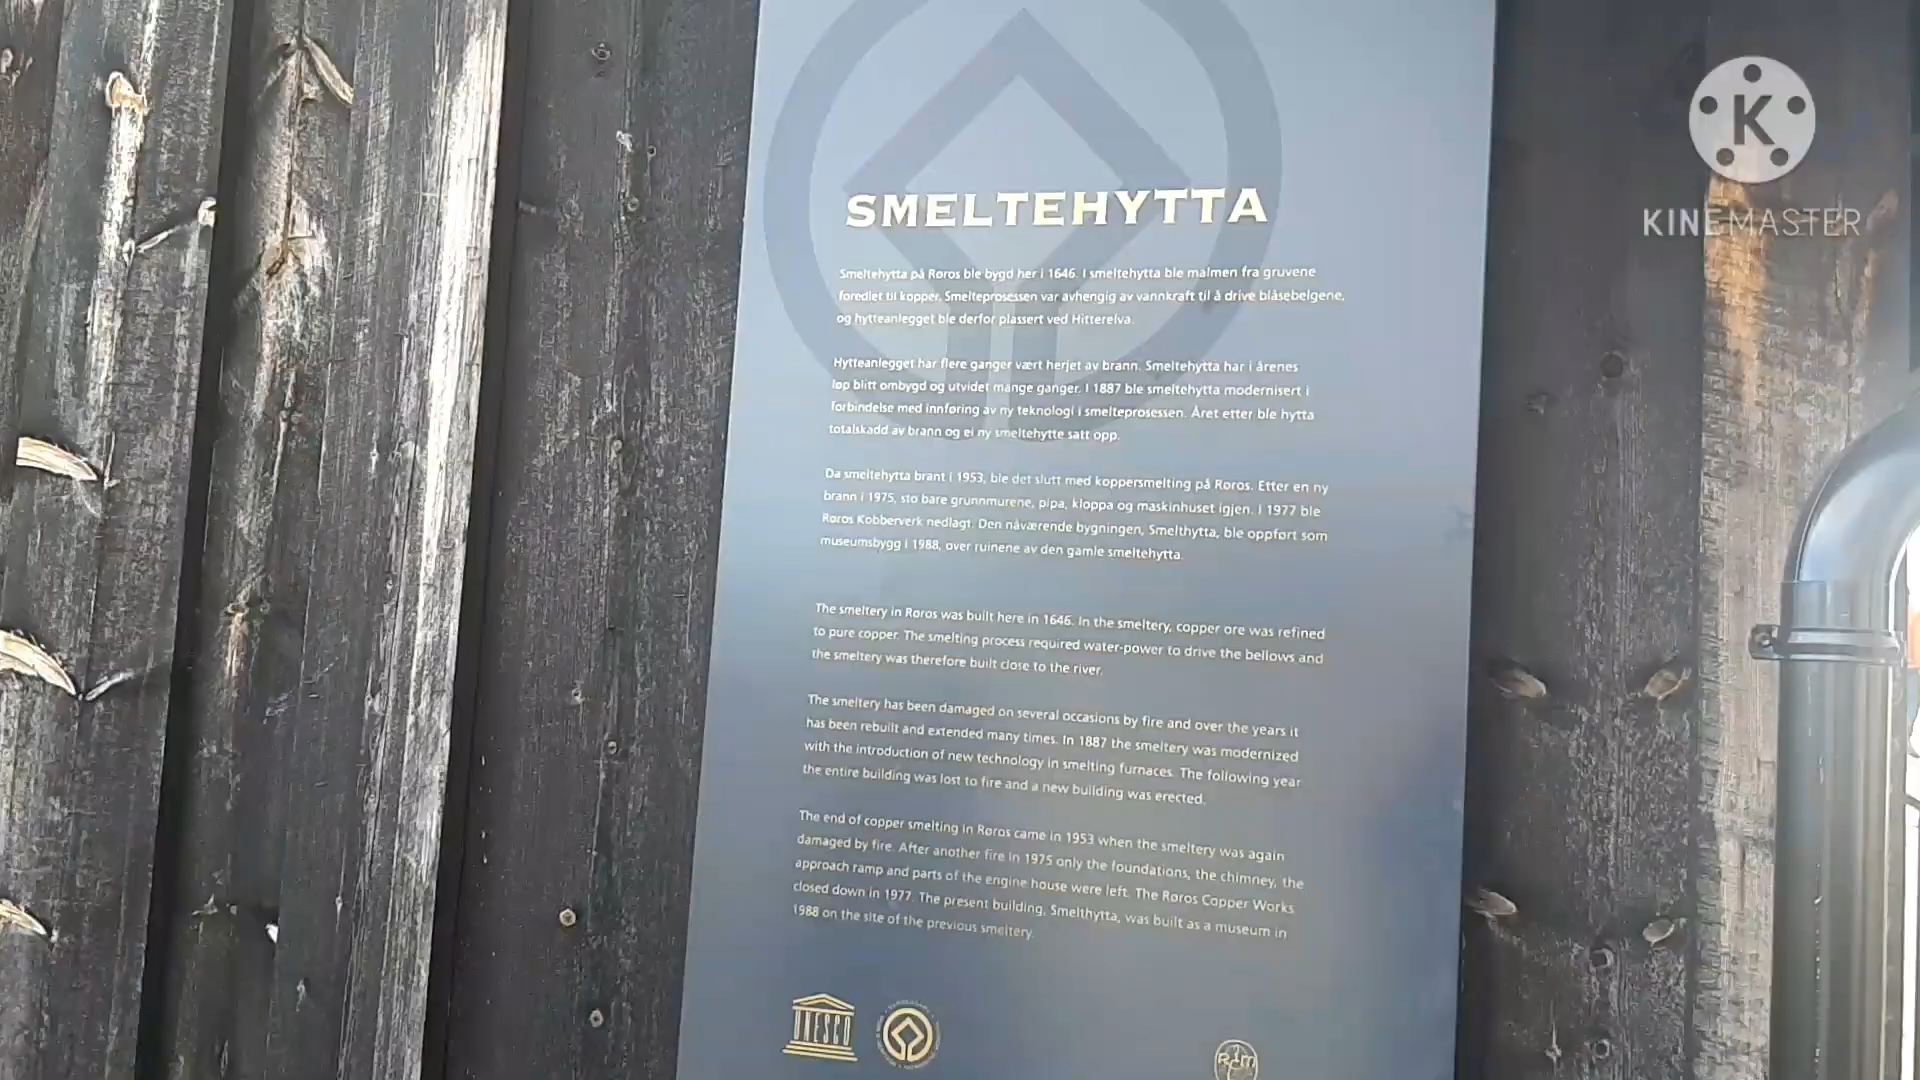 SMELTEHYTTA
Smeltehytta på Røros ble bygd her i 1646. I smeltehytta ble malmen fra gruvene
foredlet til kopper. Smelteprosessen var avhengig av vannkraft til å drive blåsebelgene,
og hytteanlegget ble derfor plassert ved Hitterelva.
Hytteanlegget har flere ganger vært herjet av brann. Smeltehytta har i årenes
løp blitt ombygd og utvidet mange ganger. I 1887 ble smeltehytta modernisert i
forbindelse med innføring av ny teknologi i smelteprosessen. Året etter ble hytta
totalskadd av brann og ei ny smeltehytte satt opp.
Da smeltehytta brant i 1953, ble det slutt med koppersmelting på Røros. Etter en ny
brann i 1975, sto bare grunnmurene, pipa, kloppa og maskinhuset igjen. I 1977 ble
Røros Kobberverk nedlagt. Den nåværende bygningen, Smelthytta, ble oppført som
museumsbygg i 1988, over ruinene av den gamle smeltehytta.
The smeltery in Røros was built here in 1646. In the smeltery, copper ore was refined
to pure copper. The smelting process required water-power to drive the bellows and
the smeltery was therefore built close to the river.
The smeltery has been damaged on several occasions by fire and over the years it
has been rebuilt and extended many times. In 1887 the smeltery was modernized
with the introduction of new technology in smelting furnaces. The following year
the entire building was lost to fire and a new building was erected.
The end of copper smelting in Røros came in 1953 when the smeltery was again
damaged by fire. After another fire in 1975 only the foundations, the chimney, the
approach ramp and parts of the engine house were left. The Røros Copper Works
closed down in 1977. The present building, Smelthytta, was built as a museum in
1988 on the site of the previous smeltery.
UNESCO
K
KINEMASTER